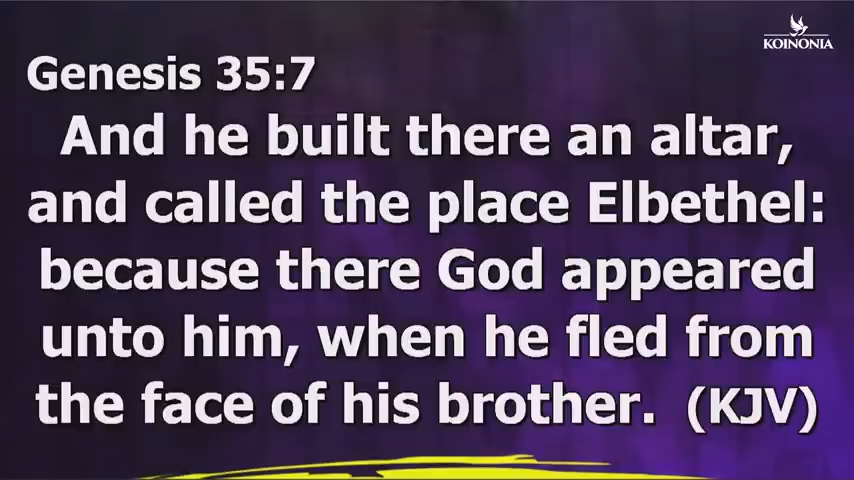 KOINONIA
Genesis 35:7
And he built there an altar,
and called the place Elbethel:
because there God appeared
unto him, when he fled from
the face of his brother. (KJV)